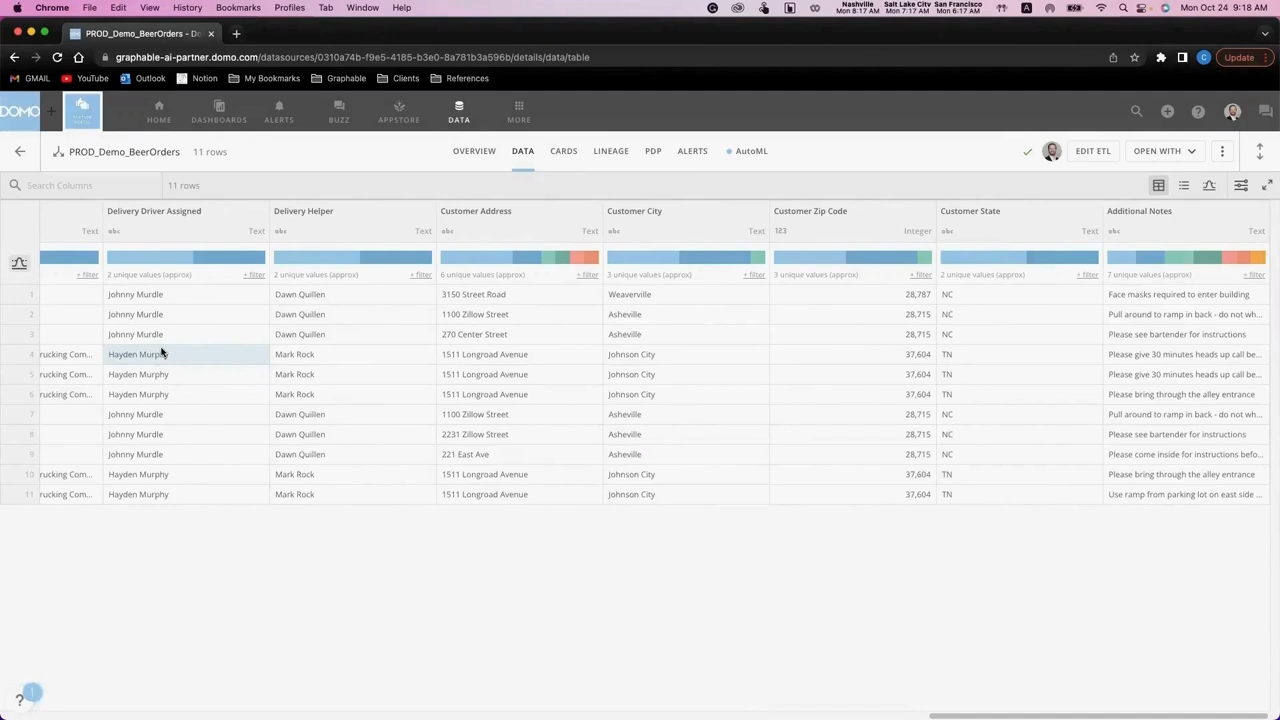 Chrome File Edit View History Bookmarks Profiles Tab Window Help
Nashville Mon 8:17 AM Salt Lake City Mon 7:17 AM San Francisco Mon 6:17 AM
Mon Oct 24 9:18 AM
PROD_Demo_BeerOrders - Do
graphable-ai-partner.domo.com/datasources/0310a74b-f9e5-4185-b3e0-8a781b3a596b/details/data/table
C Update
GMAIL YouTube Outlook Notion My Bookmarks Graphable Clients References
DOMO HOME DASHBOARDS ALERTS BUZZ APPSTORE DATA MORE
PROD_Demo_BeerOrders 11 rows OVERVIEW DATA CARDS LINEAGE PDP ALERTS AutoML EDIT ETL OPEN WITH
Search Columns 11 rows
Delivery Driver Assigned Delivery Helper Customer Address Customer City Customer Zip Code Customer State Additional Notes
Text abc Text abc Text abc Text abc Text 123 Integer abc Text abc Text
+ filter 2 unique values (approx) + filter 2 unique values (approx) + filter 6 unique values (approx) + filter 3 unique values (approx) + filter 3 unique values (approx) + filter 2 unique values (approx) + filter 7 unique values (approx) + filter
1 Johnny Murdle Dawn Quillen 3150 Street Road Weaverville 28,787 NC Face masks required to enter building
2 Johnny Murdle Dawn Quillen 1100 Zillow Street Asheville 28,715 NC Pull around to ramp in back - do not wh...
3 Johnny Murdle Dawn Quillen 270 Center Street Asheville 28,715 NC Please see bartender for instructions
4 rucking Com... Hayden Murphy Mark Rock 1511 Longroad Avenue Johnson City 37,604 TN Please give 30 minutes heads up call be...
5 rucking Com... Hayden Murphy Mark Rock 1511 Longroad Avenue Johnson City 37,604 TN Please give 30 minutes heads up call be...
6 rucking Com... Hayden Murphy Mark Rock 1511 Longroad Avenue Johnson City 37,604 TN Please bring through the alley entrance
7 Johnny Murdle Dawn Quillen 1100 Zillow Street Asheville 28,715 NC Pull around to ramp in back - do not wh...
8 Johnny Murdle Dawn Quillen 2231 Zillow Street Asheville 28,715 NC Please see bartender for instructions
9 Johnny Murdle Dawn Quillen 221 East Ave Asheville 28,715 NC Please come inside for instructions befo...
10 rucking Com... Hayden Murphy Mark Rock 1511 Longroad Avenue Johnson City 37,604 TN Please bring through the alley entrance
11 rucking Com... Hayden Murphy Mark Rock 1511 Longroad Avenue Johnson City 37,604 TN Use ramp from parking lot on east side ...